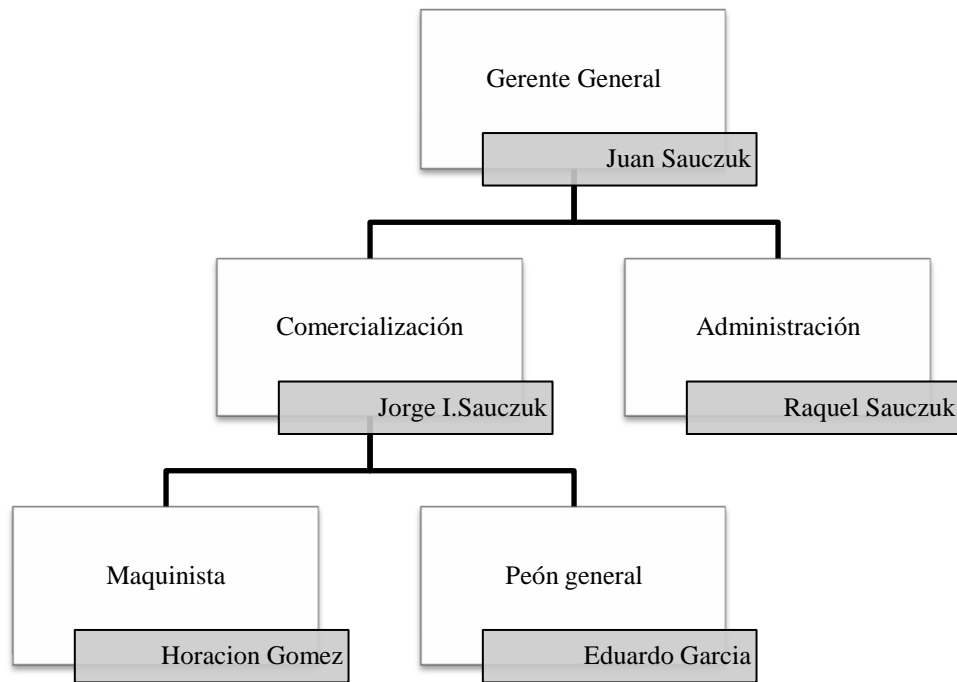 Gerente General
Juan Sauczuk
Comercialización
Jorge I.Sauczuk
Administración
Raquel Sauczuk
Maquinista
Horacion Gomez
Peón general
Eduardo Garcia